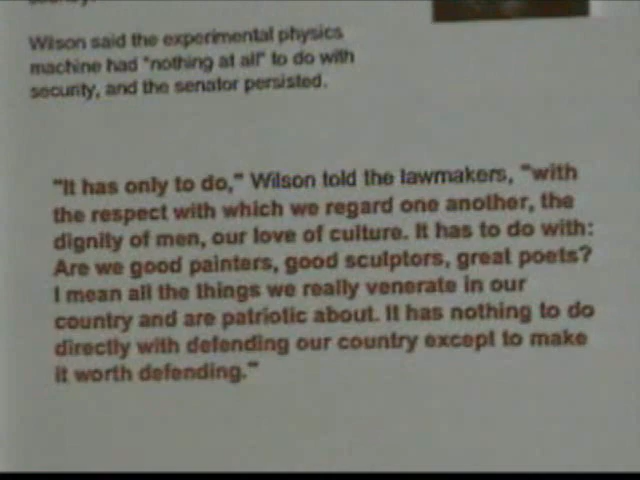 Wilson said the experimental physics
machine had "nothing at all" to do with
security, and the senator persisted.
"It has only to do," Wilson told the lawmakers, "with
the respect with which we regard one another, the
dignity of men, our love of culture. It has to do with:
Are we good painters, good sculptors, great poets?
I mean all the things we really venerate in our
country and are patriotic about. It has nothing to do
directly with defending our country except to make
it worth defending."